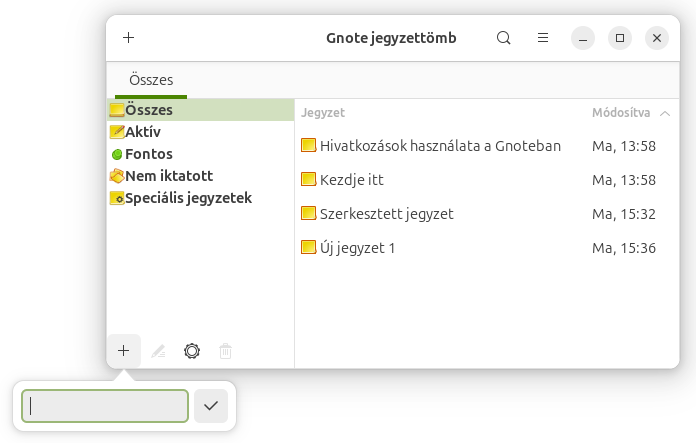 Gnote jegyzettömb
Összes
Összes
Aktív
Fontos
Nem iktatott
Speciális jegyzetek
Jegyzet Módosítva
Hivatkozások használata a Gnoteban Ma, 13:58
Kezdje itt Ma, 13:58
Szerkesztett jegyzet Ma, 15:32
Új jegyzet 1 Ma, 15:36